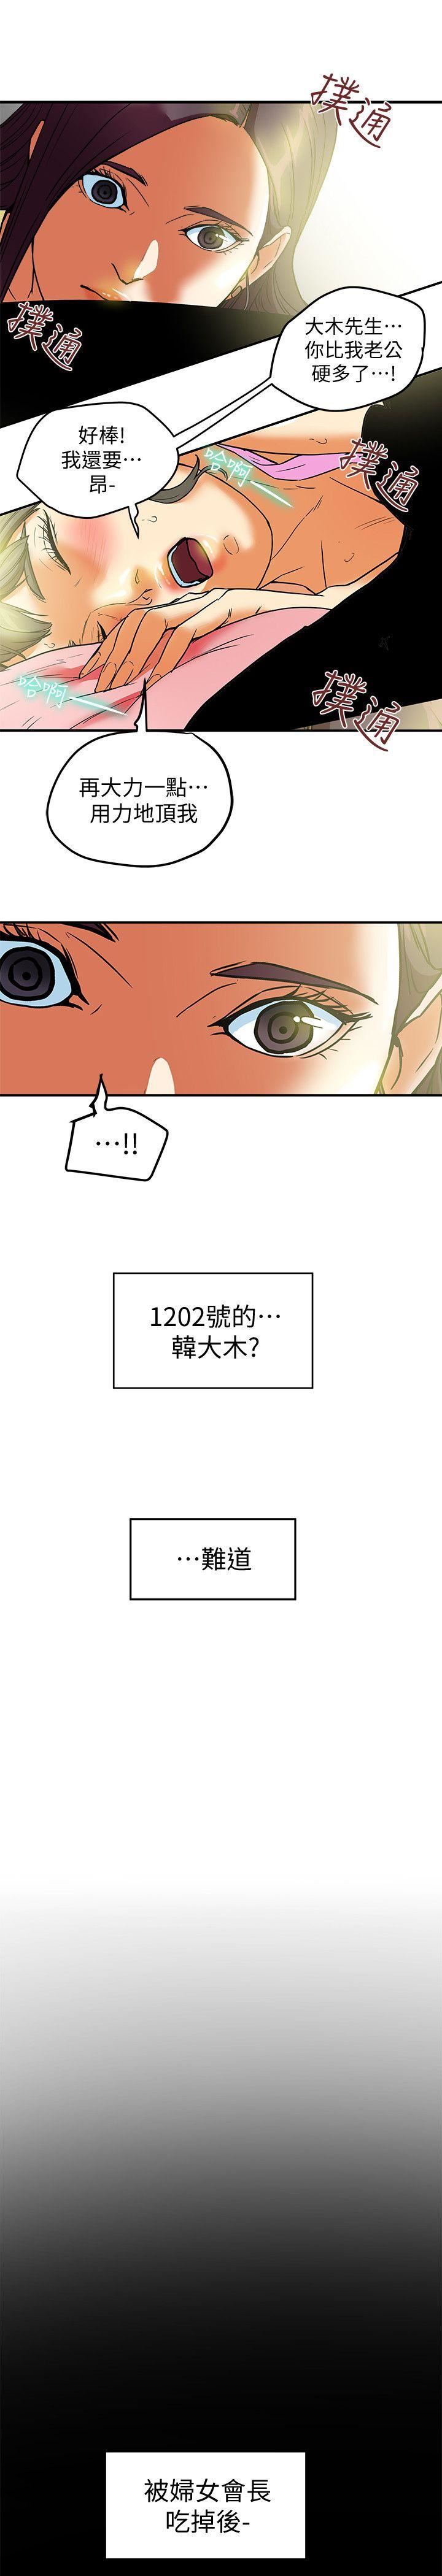 撲通
撲通
大木先生…
你比我老公
硬多了…!
好棒!
我還要…
昂-
哈啊
撲通
哈啊
撲通
再大力一點…
用力地頂我
…!!
1202號的…
韓大木?
…難道
被婦女會長
吃掉後-